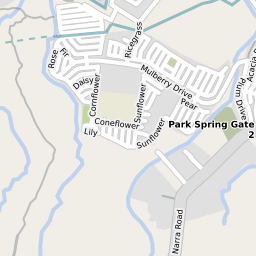 Ricegrass
Rose
Fir
Daisy
Cornflower
Mulberry Drive
Pear
Sunflower
Coneflower
Lily
Sunflower
Park Spring Gate
2
Acacia R
Drive
Narra Road